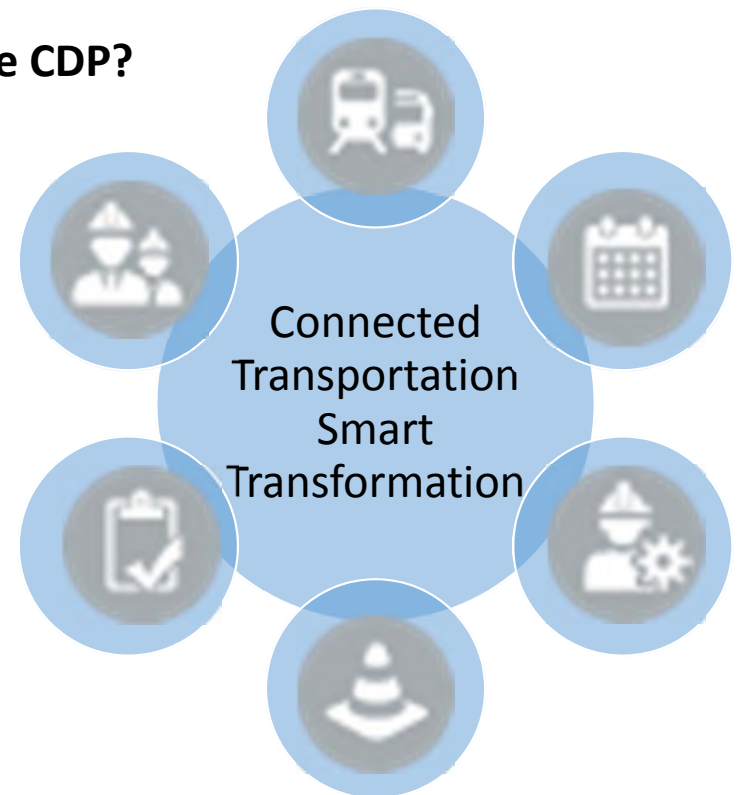 e CDP?
Connected
Transportation
Smart
Transformation